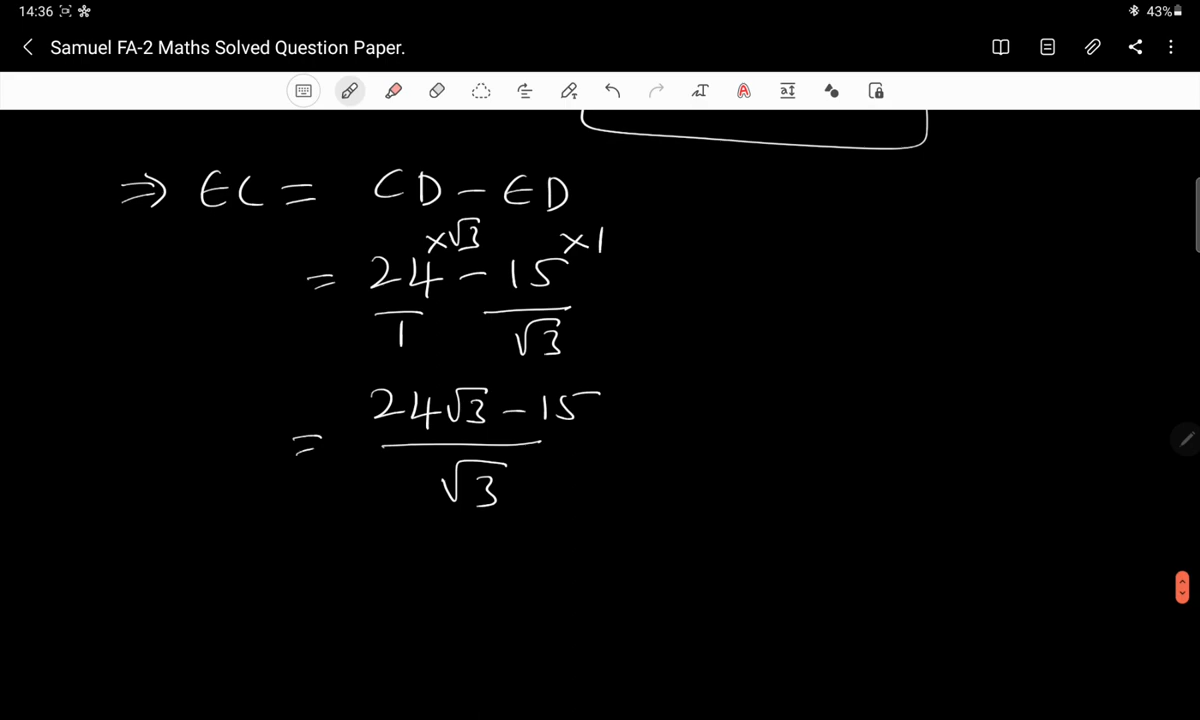 14:36 43%
Samuel FA-2 Maths Solved Question Paper.
⇒ EC = CD - ED
×√3 ×1
= 24/1 - 15/√3
= (24√3 - 15)/√3